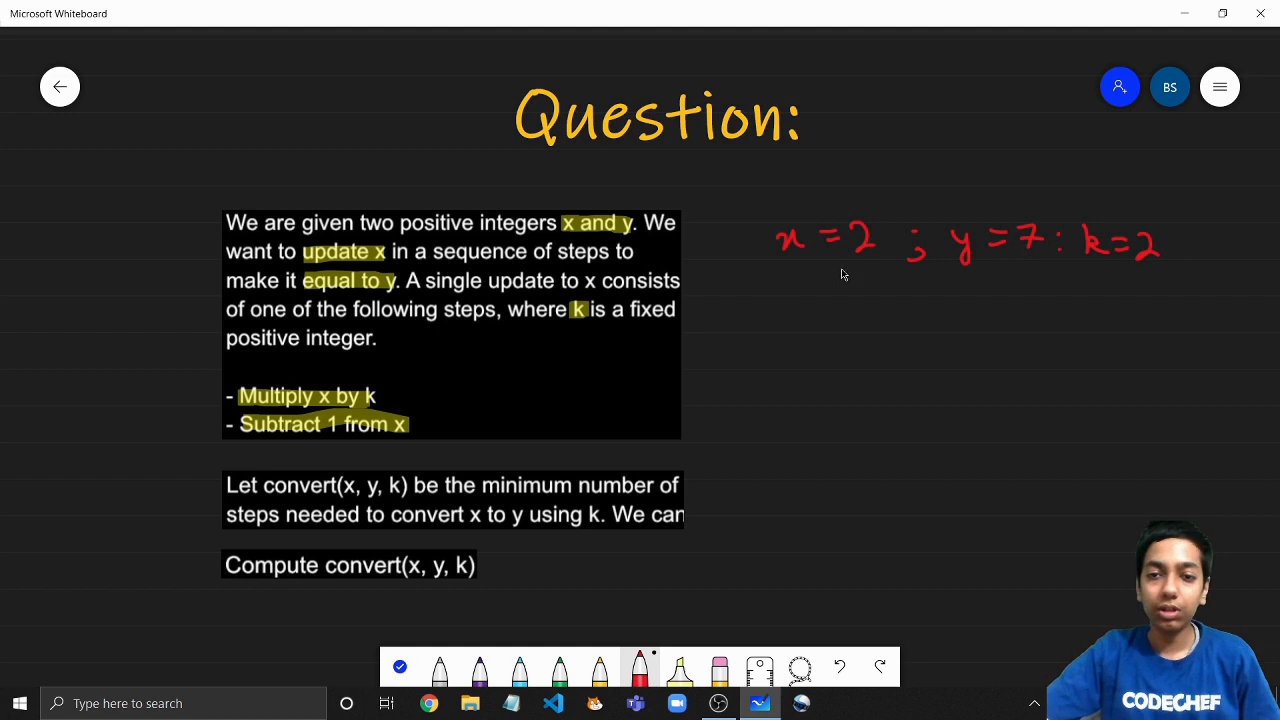 Microsoft Whiteboard
BS
Question:
We are given two positive integers x and y. We
want to update x in a sequence of steps to
make it equal to y. A single update to x consists
of one of the following steps, where k is a fixed
positive integer.
- Multiply x by k
- Subtract 1 from x
x = 2 ; y = 7 : k = 2
Let convert(x, y, k) be the minimum number of
steps needed to convert x to y using k. We can
Compute convert(x, y, k)
CODECHEF
Type here to search